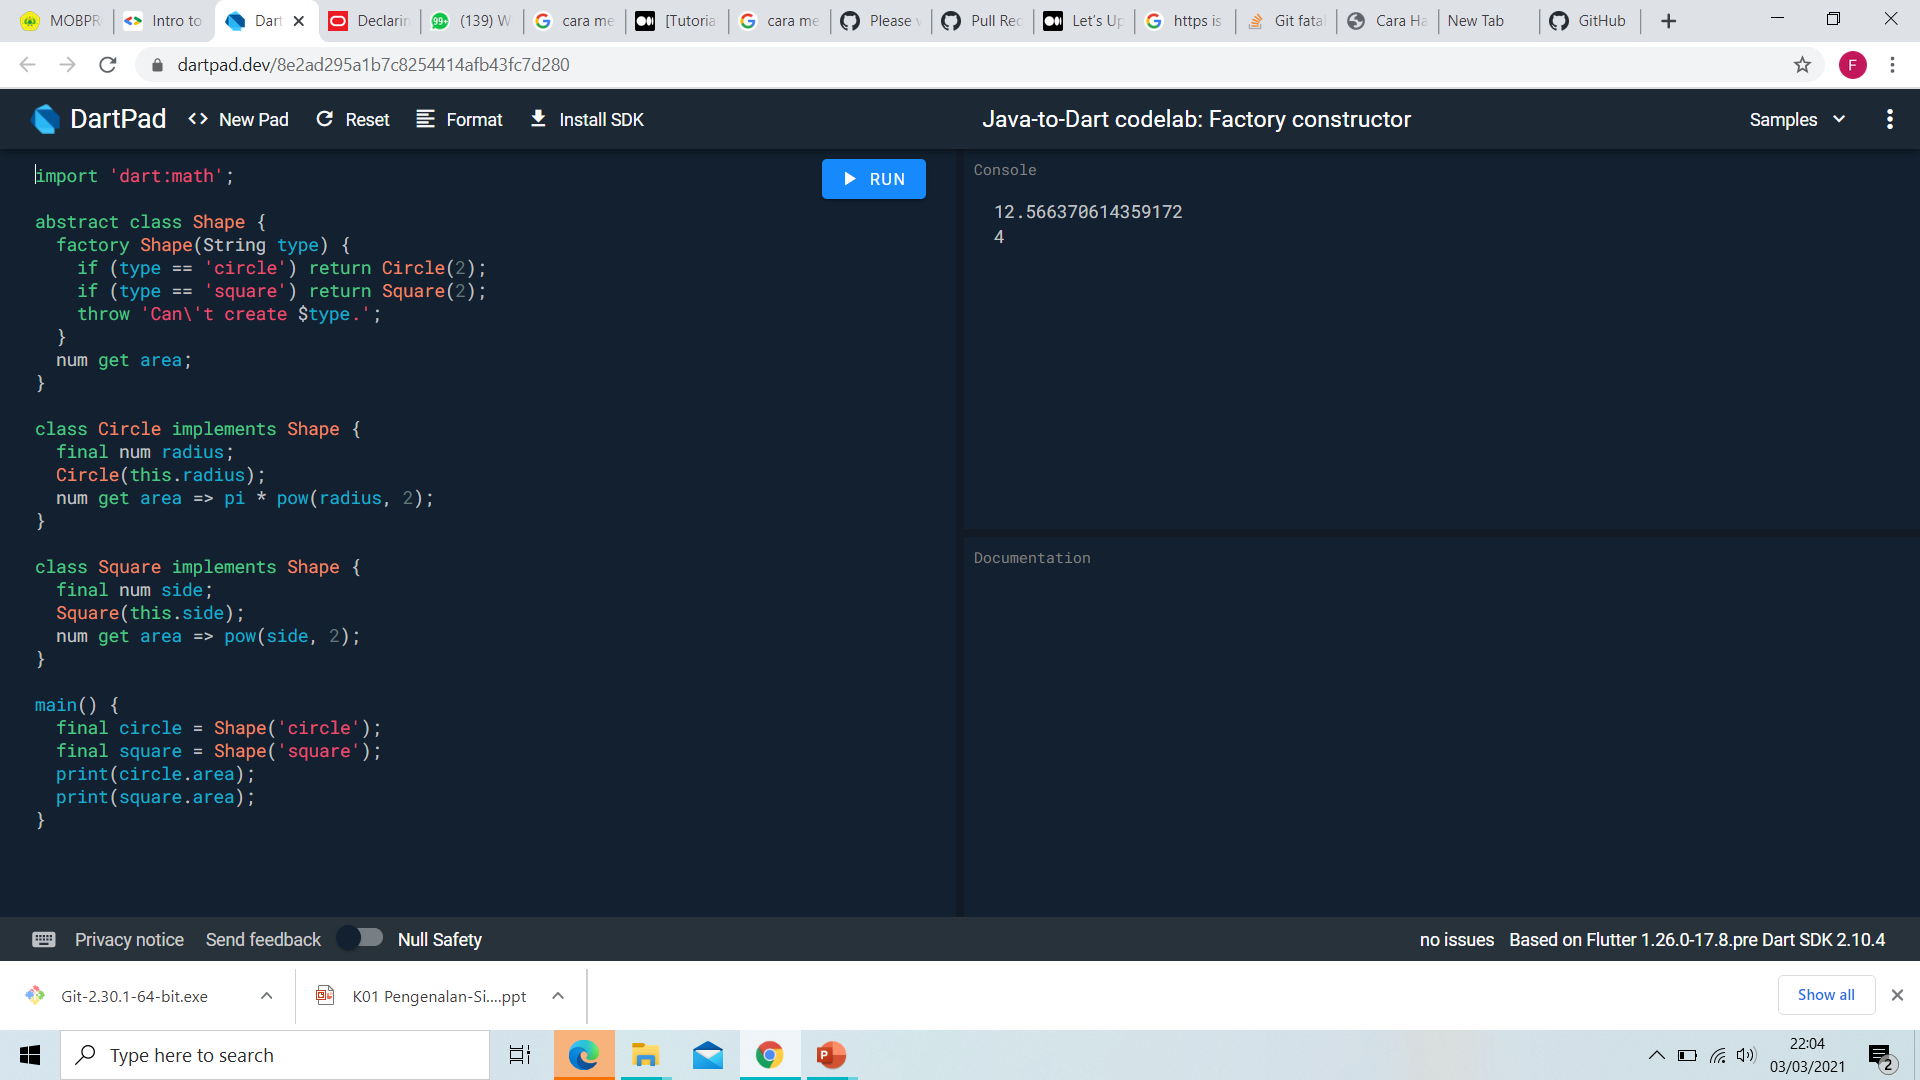 MOBPR
Intro to
Dart
Declarin
(139) W
cara me
[Tutoria
cara me
Please v
Pull Rec
Let's Up
https is
Git fatal
Cara Ha
New Tab
GitHub
dartpad.dev/8e2ad295a1b7c8254414afb43fc7d280
F
DartPad
<> New Pad
Reset
Format
Install SDK
Java-to-Dart codelab: Factory constructor
Samples
RUN
import 'dart:math';
abstract class Shape {
  factory Shape(String type) {
    if (type == 'circle') return Circle(2);
    if (type == 'square') return Square(2);
    throw 'Can\'t create $type.';
  }
  num get area;
}
class Circle implements Shape {
  final num radius;
  Circle(this.radius);
  num get area => pi * pow(radius, 2);
}
class Square implements Shape {
  final num side;
  Square(this.side);
  num get area => pow(side, 2);
}
main() {
  final circle = Shape('circle');
  final square = Shape('square');
  print(circle.area);
  print(square.area);
}
Console
12.566370614359172
4
Documentation
Privacy notice
Send feedback
Null Safety
no issues
Based on Flutter 1.26.0-17.8.pre Dart SDK 2.10.4
Git-2.30.1-64-bit.exe
K01 Pengenalan-Si....ppt
Show all
Type here to search
22:04
03/03/2021
2